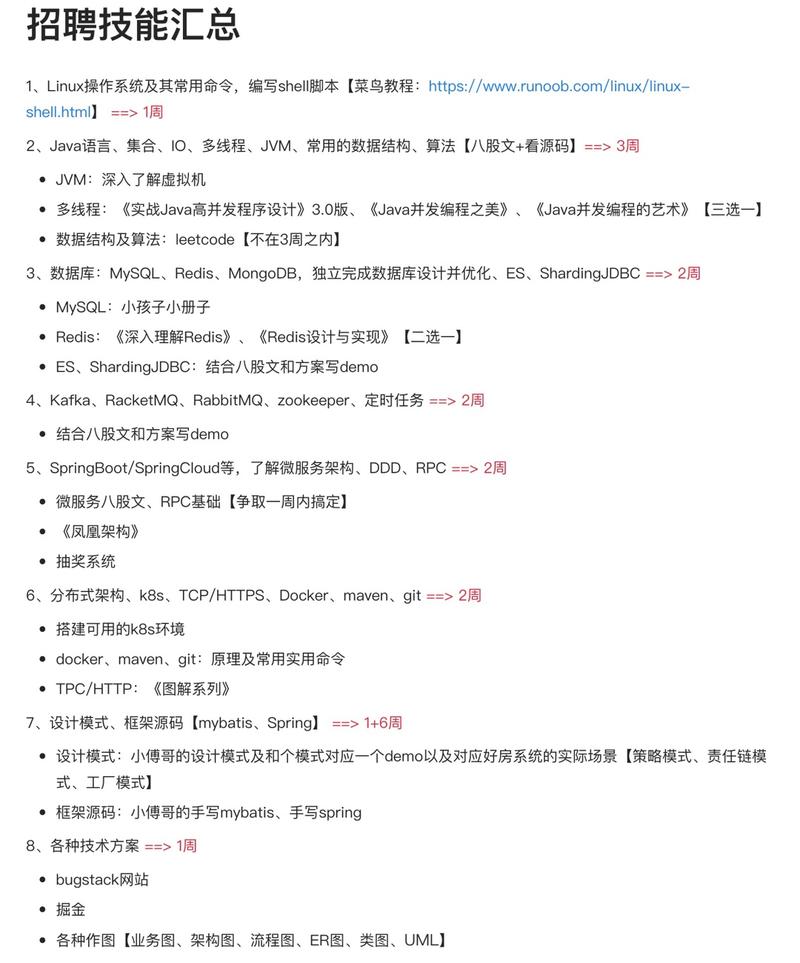 招聘技能汇总
1、Linux操作系统及其常用命令，编写shell脚本【菜鸟教程：https://www.runoob.com/linux/linux-
shell.html】 ==> 1周
2、Java语言、集合、IO、多线程、JVM、常用的数据结构、算法【八股文+看源码】==> 3周
• JVM：深入了解虚拟机
• 多线程：《实战Java高并发程序设计》3.0版、《Java并发编程之美》、《Java并发编程的艺术》【三选一】
• 数据结构及算法：leetcode【不在3周之内】
3、数据库：MySQL、Redis、MongoDB，独立完成数据库设计并优化、ES、ShardingJDBC ==> 2周
• MySQL：小孩子小册子
• Redis：《深入理解Redis》、《Redis设计与实现》【二选一】
• ES、ShardingJDBC：结合八股文和方案写demo
4、Kafka、RacketMQ、RabbitMQ、zookeeper、定时任务 ==> 2周
• 结合八股文和方案写demo
5、SpringBoot/SpringCloud等，了解微服务架构、DDD、RPC ==> 2周
• 微服务八股文、RPC基础【争取一周内搞定】
• 《凤凰架构》
• 抽奖系统
6、分布式架构、k8s、TCP/HTTPS、Docker、maven、git ==> 2周
• 搭建可用的k8s环境
• docker、maven、git：原理及常用实用命令
• TPC/HTTP：《图解系列》
7、设计模式、框架源码【mybatis、Spring】 ==> 1+6周
• 设计模式：小傅哥的设计模式及和个模式对应一个demo以及对应好房系统的实际场景【策略模式、责任链模
式、工厂模式】
• 框架源码：小傅哥的手写mybatis、手写spring
8、各种技术方案 ==> 1周
• bugstack网站
• 掘金
• 各种作图【业务图、架构图、流程图、ER图、类图、UML】